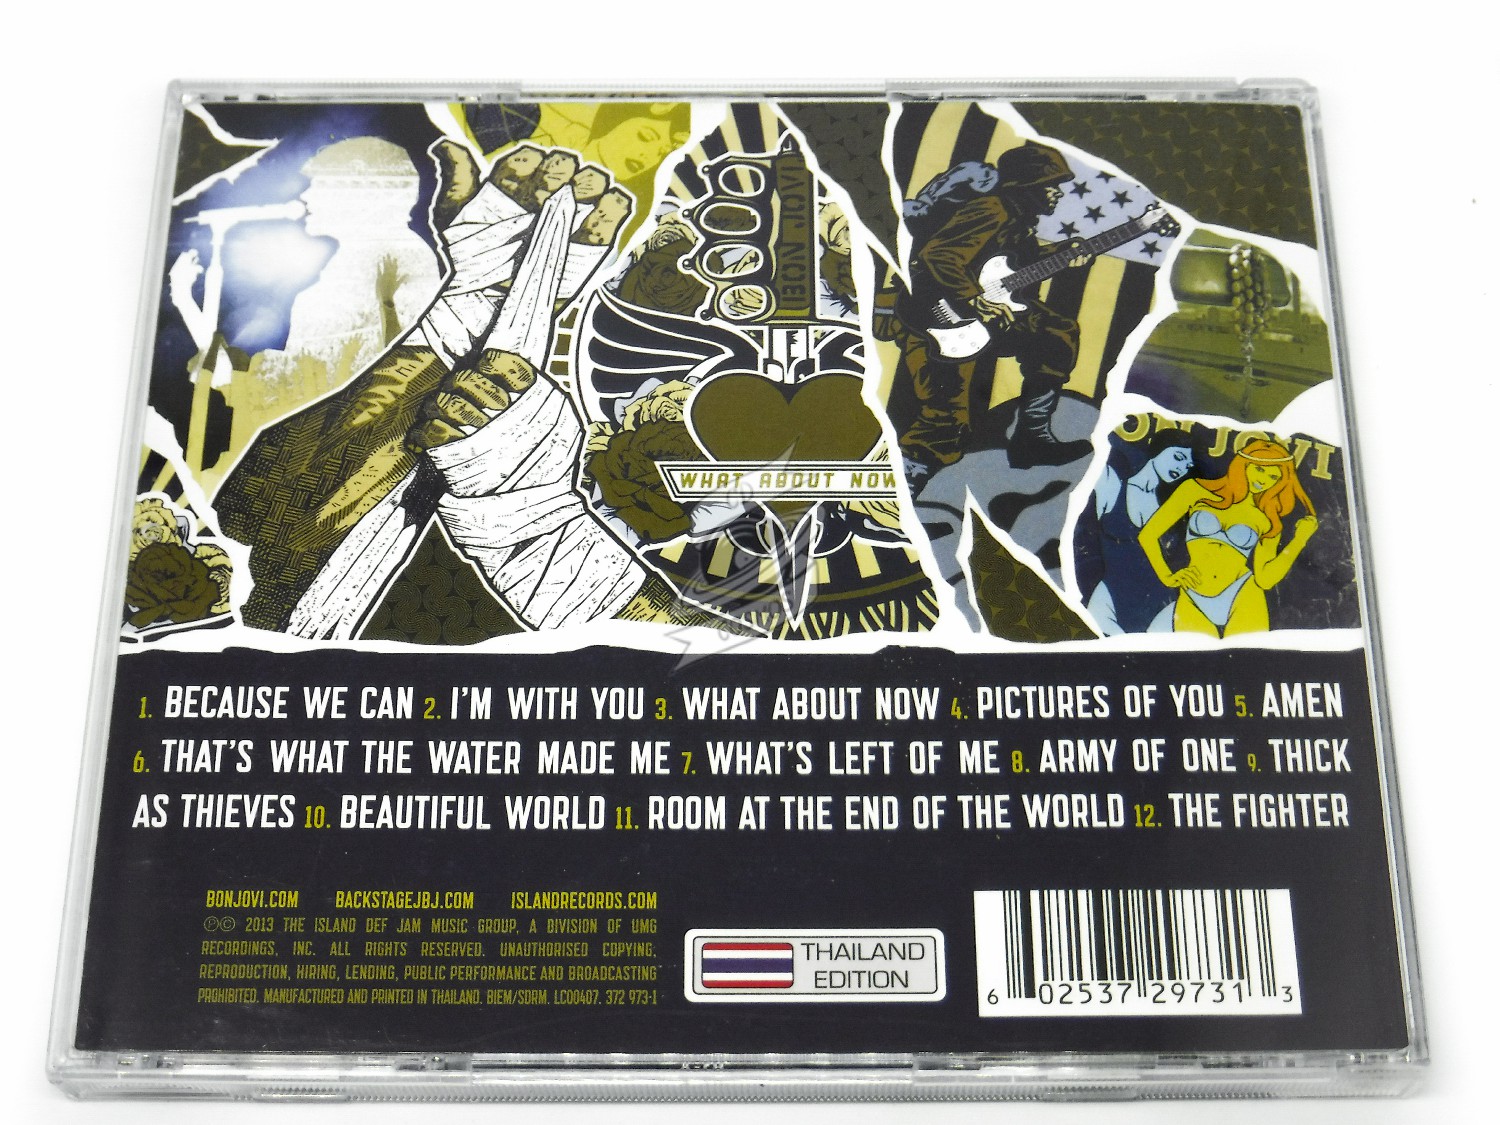 BON JOVI
WHAT ABOUT NOW
ON JOVI
1. BECAUSE WE CAN 2. I'M WITH YOU 3. WHAT ABOUT NOW 4. PICTURES OF YOU 5. AMEN
6. THAT'S WHAT THE WATER MADE ME 7. WHAT'S LEFT OF ME 8. ARMY OF ONE 9. THICK
AS THIEVES 10. BEAUTIFUL WORLD 11. ROOM AT THE END OF THE WORLD 12. THE FIGHTER
BONJOVI.COM BACKSTAGEJBJ.COM ISLANDRECORDS.COM
℗© 2013 THE ISLAND DEF JAM MUSIC GROUP, A DIVISION OF UMG
RECORDINGS, INC. ALL RIGHTS RESERVED. UNAUTHORISED COPYING,
REPRODUCTION, HIRING, LENDING, PUBLIC PERFORMANCE AND BROADCASTING
PROHIBITED. MANUFACTURED AND PRINTED IN THAILAND. BIEM/SDRM. LC00407. 372 973-1
THAILAND
EDITION
6 02537 29731 3